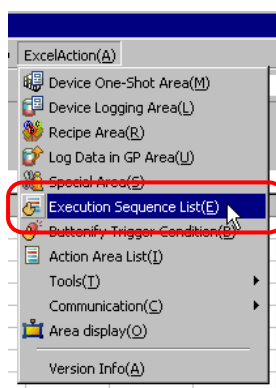 ExcelAction(A)
Device One-Shot Area(M)
Device Logging Area(L)
Recipe Area(R)
Log Data in GP Area(U)
Special Area(S)
Execution Sequence List(E)
Buttonify Trigger Condition(B)
Action Area List(I)
Tools(T)
Communication(C)
Area display(O)
Version Info(A)